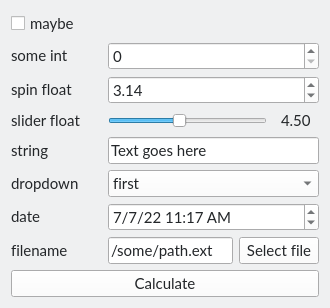 maybe
some int 0
spin float 3.14
slider float 4.50
string Text goes here
dropdown first
date 7/7/22 11:17 AM
filename /some/path.ext Select file
Calculate